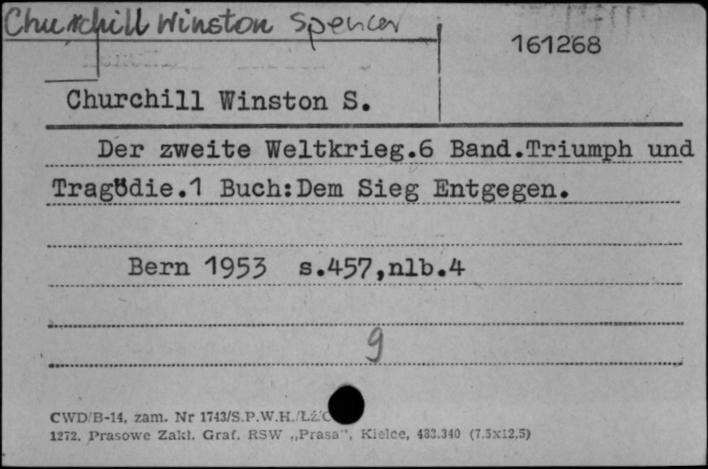 Churchill Winston Spencer
161268
Churchill Winston S.
Der zweite Weltkrieg.6 Band.Triumph und
Tragödie.1 Buch:Dem Sieg Entgegen.
Bern 1953 s.457,nlb.4
g
CWD/B-14, zam. Nr 1743/S.P.W.H./Lż/C
1272. Prasowe Zakł. Graf. RSW „Prasa”, Kielce, 433.340 (7.5x12,5)